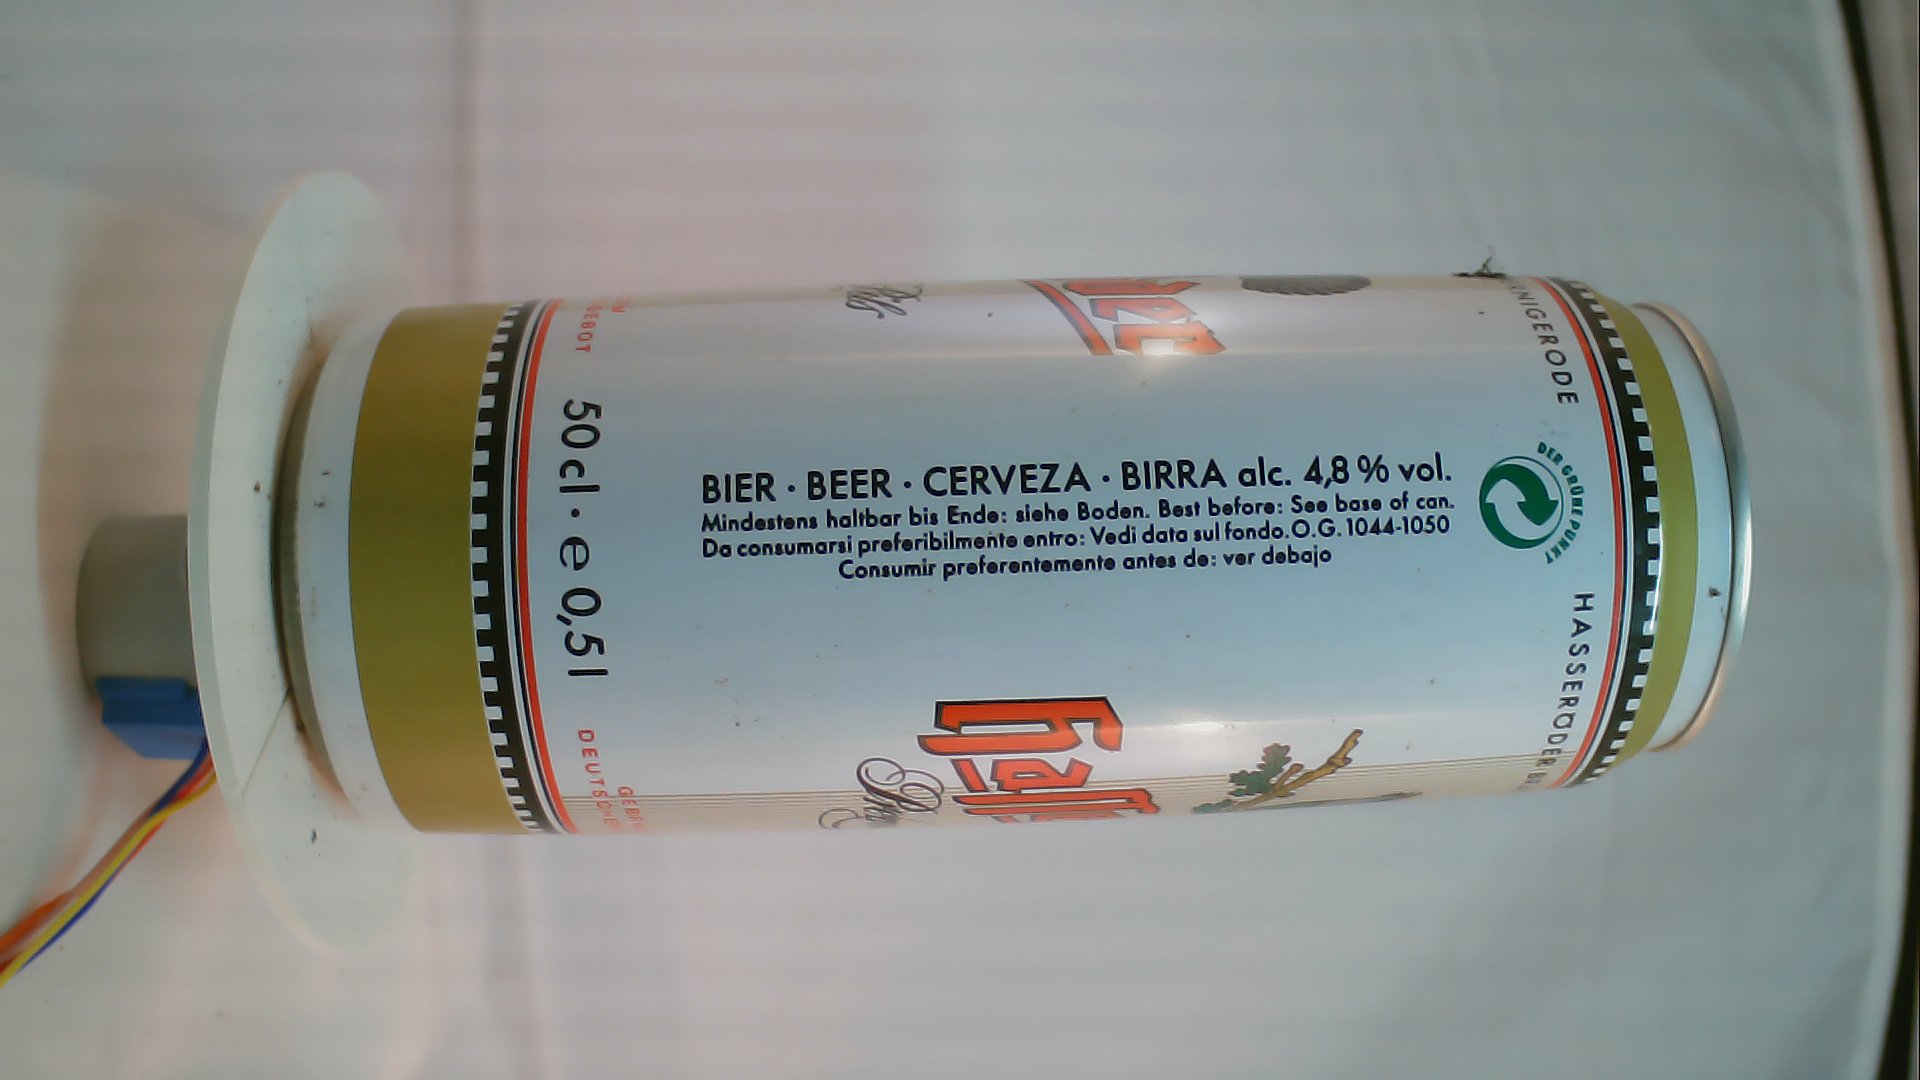 BIER · BEER · CERVEZA · BIRRA alc. 4,8 % vol.
Mindestens haltbar bis Ende: siehe Boden. Best before: See base of can.
Da consumarsi preferibilmente entro: Vedi data sul fondo. O.G. 1044-1050
Consumir preferentemente antes de: ver debajo
50 cl · e 0,5 l
DER GRÜNE PUNKT
HASSERÖDER
Pils